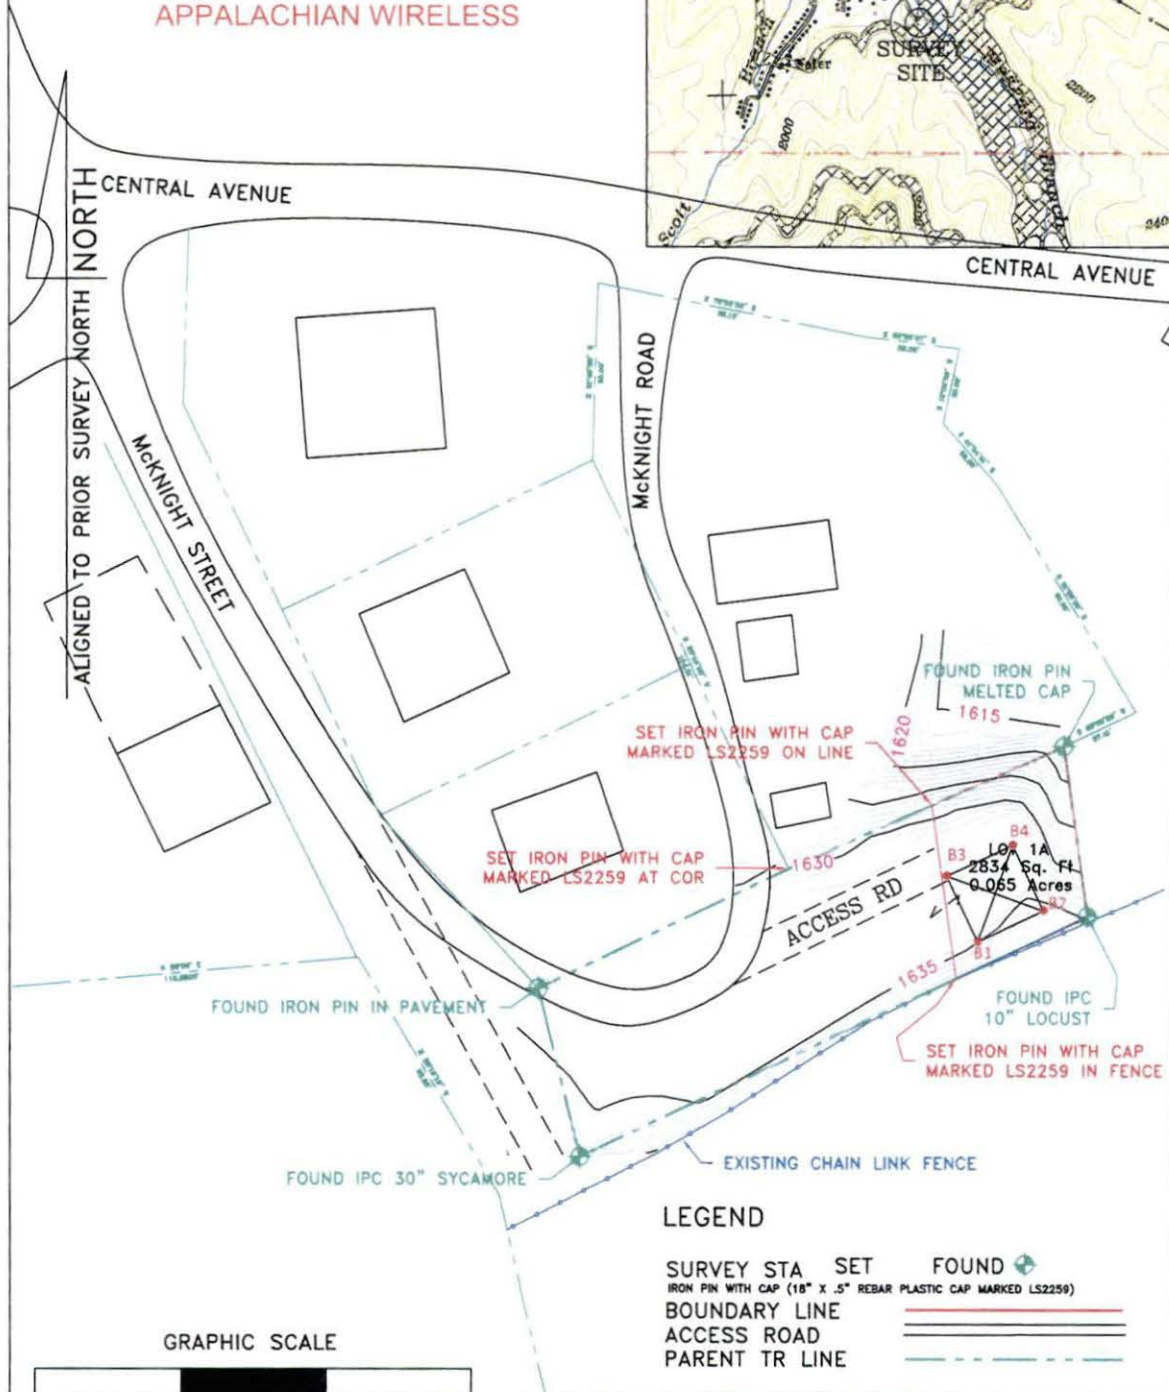 APPALACHIAN WIRELESS
SURVEY
SITE
Branch
2000
2200
Scott
Branch
CENTRAL AVENUE
NORTH
ALIGNED TO PRIOR SURVEY NORTH
CENTRAL AVENUE
McKNIGHT ROAD
McKNIGHT STREET
FOUND IRON PIN
MELTED CAP
1615
1620
SET IRON PIN WITH CAP
MARKED LS2259 ON LINE
SET IRON PIN WITH CAP
MARKED LS2259 AT COR
1630
B4
B3
1A
2834 Sq. Ft
0.065 Acres
B2
B1
ACCESS RD
1635
FOUND IRON PIN IN PAVEMENT
FOUND IPC
10" LOCUST
SET IRON PIN WITH CAP
MARKED LS2259 IN FENCE
FOUND IPC 30" SYCAMORE
EXISTING CHAIN LINK FENCE
LEGEND
SURVEY STA SET FOUND
IRON PIN WITH CAP (18" X .5" REBAR PLASTIC CAP MARKED LS2259)
BOUNDARY LINE
ACCESS ROAD
PARENT TR LINE
GRAPHIC SCALE